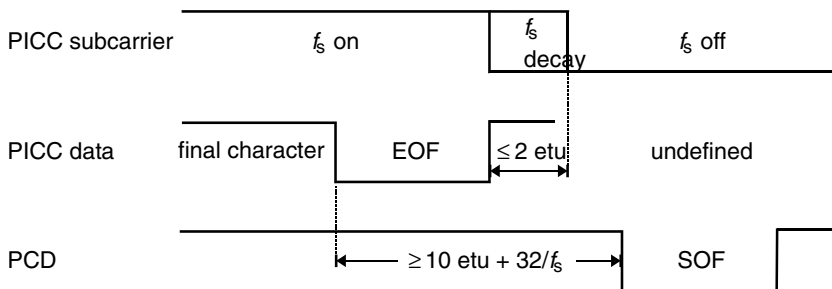 PICC subcarrier fs on fs decay fs off
PICC data final character EOF ≤ 2 etu undefined
PCD ≥ 10 etu + 32/fs SOF